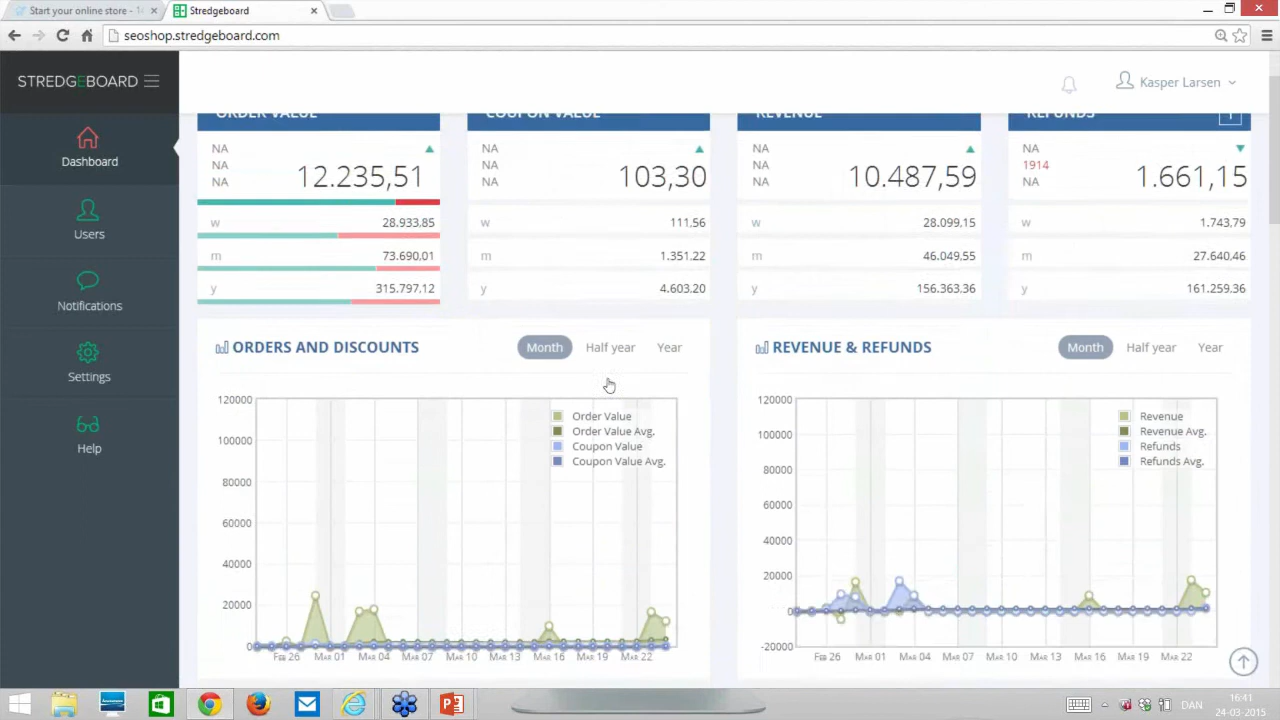 Start your online store - 14
Stredgeboard
seoshop.stredgeboard.com
STREDGEBOARD
Kasper Larsen
Dashboard
Users
Notifications
Settings
Help
ORDER VALUE
NA
NA
NA
12.235,51
w 28.933,85
m 73.690,01
y 315.797,12
COUPON VALUE
NA
NA
NA
103,30
w 111,56
m 1.351,22
y 4.603,20
REVENUE
NA
NA
NA
10.487,59
w 28.099,15
m 46.049,55
y 156.363,36
REFUNDS
NA
1914
NA
1.661,15
w 1.743,79
m 27.640,46
y 161.259,36
ORDERS AND DISCOUNTS
Month Half year Year
120000
100000
80000
60000
40000
20000
0
Order Value
Order Value Avg.
Coupon Value
Coupon Value Avg.
Feb 26 Mar 01 Mar 04 Mar 07 Mar 10 Mar 13 Mar 16 Mar 19 Mar 22
REVENUE & REFUNDS
Month Half year Year
120000
100000
80000
60000
40000
20000
0
-20000
Revenue
Revenue Avg.
Refunds
Refunds Avg.
Feb 26 Mar 01 Mar 04 Mar 07 Mar 10 Mar 13 Mar 16 Mar 19 Mar 22
DAN
16:41
24-03-2015